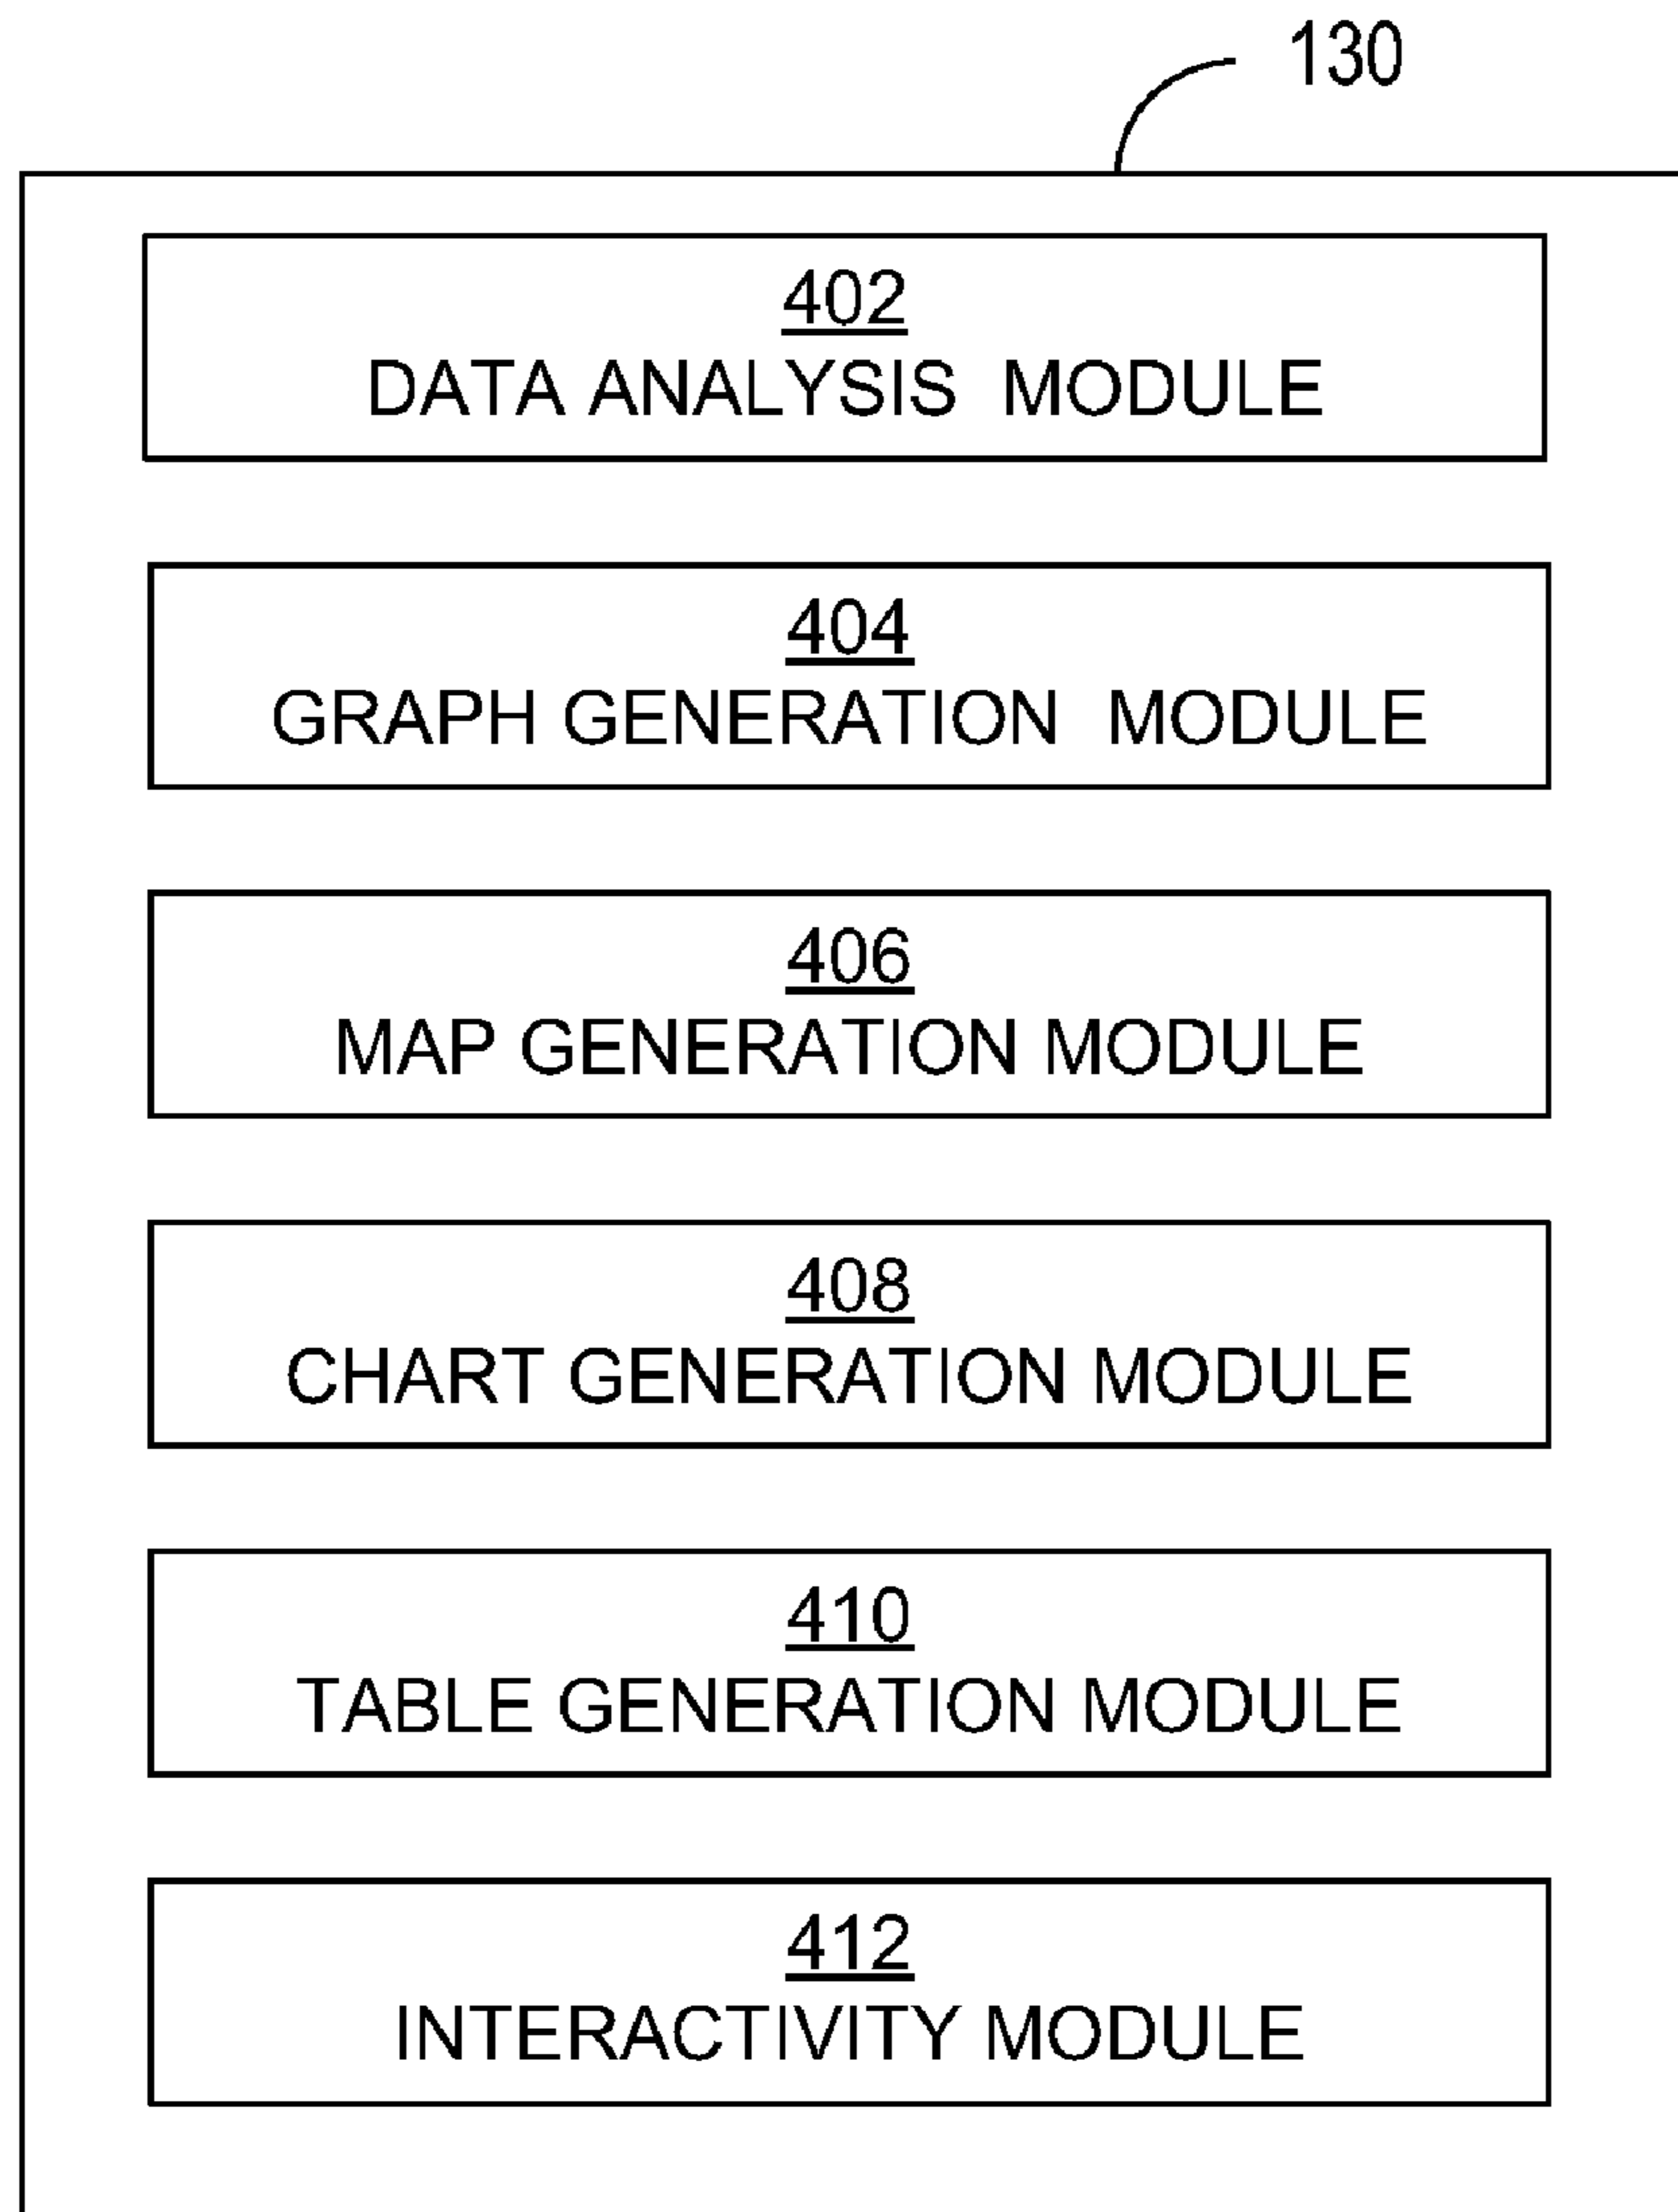 130
402
DATA ANALYSIS MODULE
404
GRAPH GENERATION MODULE
406
MAP GENERATION MODULE
408
CHART GENERATION MODULE
410
TABLE GENERATION MODULE
412
INTERACTIVITY MODULE